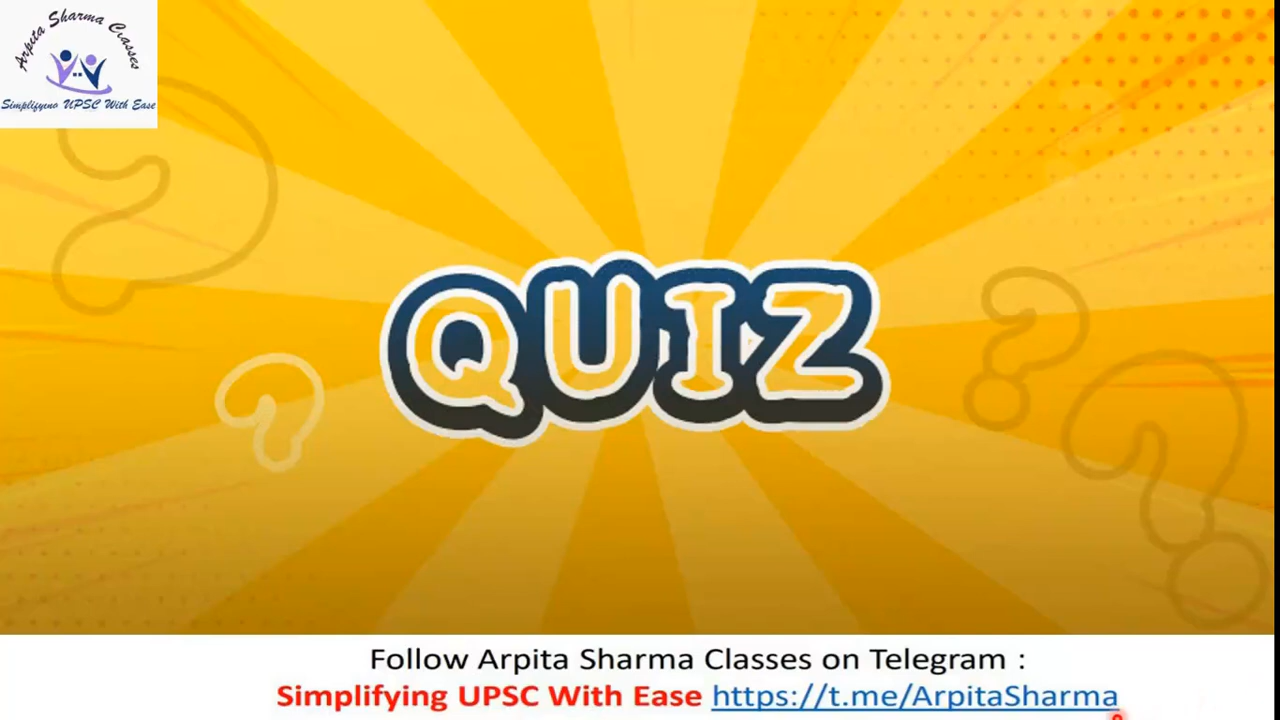 Arpita Sharma Classes
Simplifying UPSC With Ease
QUIZ
Follow Arpita Sharma Classes on Telegram :
Simplifying UPSC With Ease https://t.me/ArpitaSharma